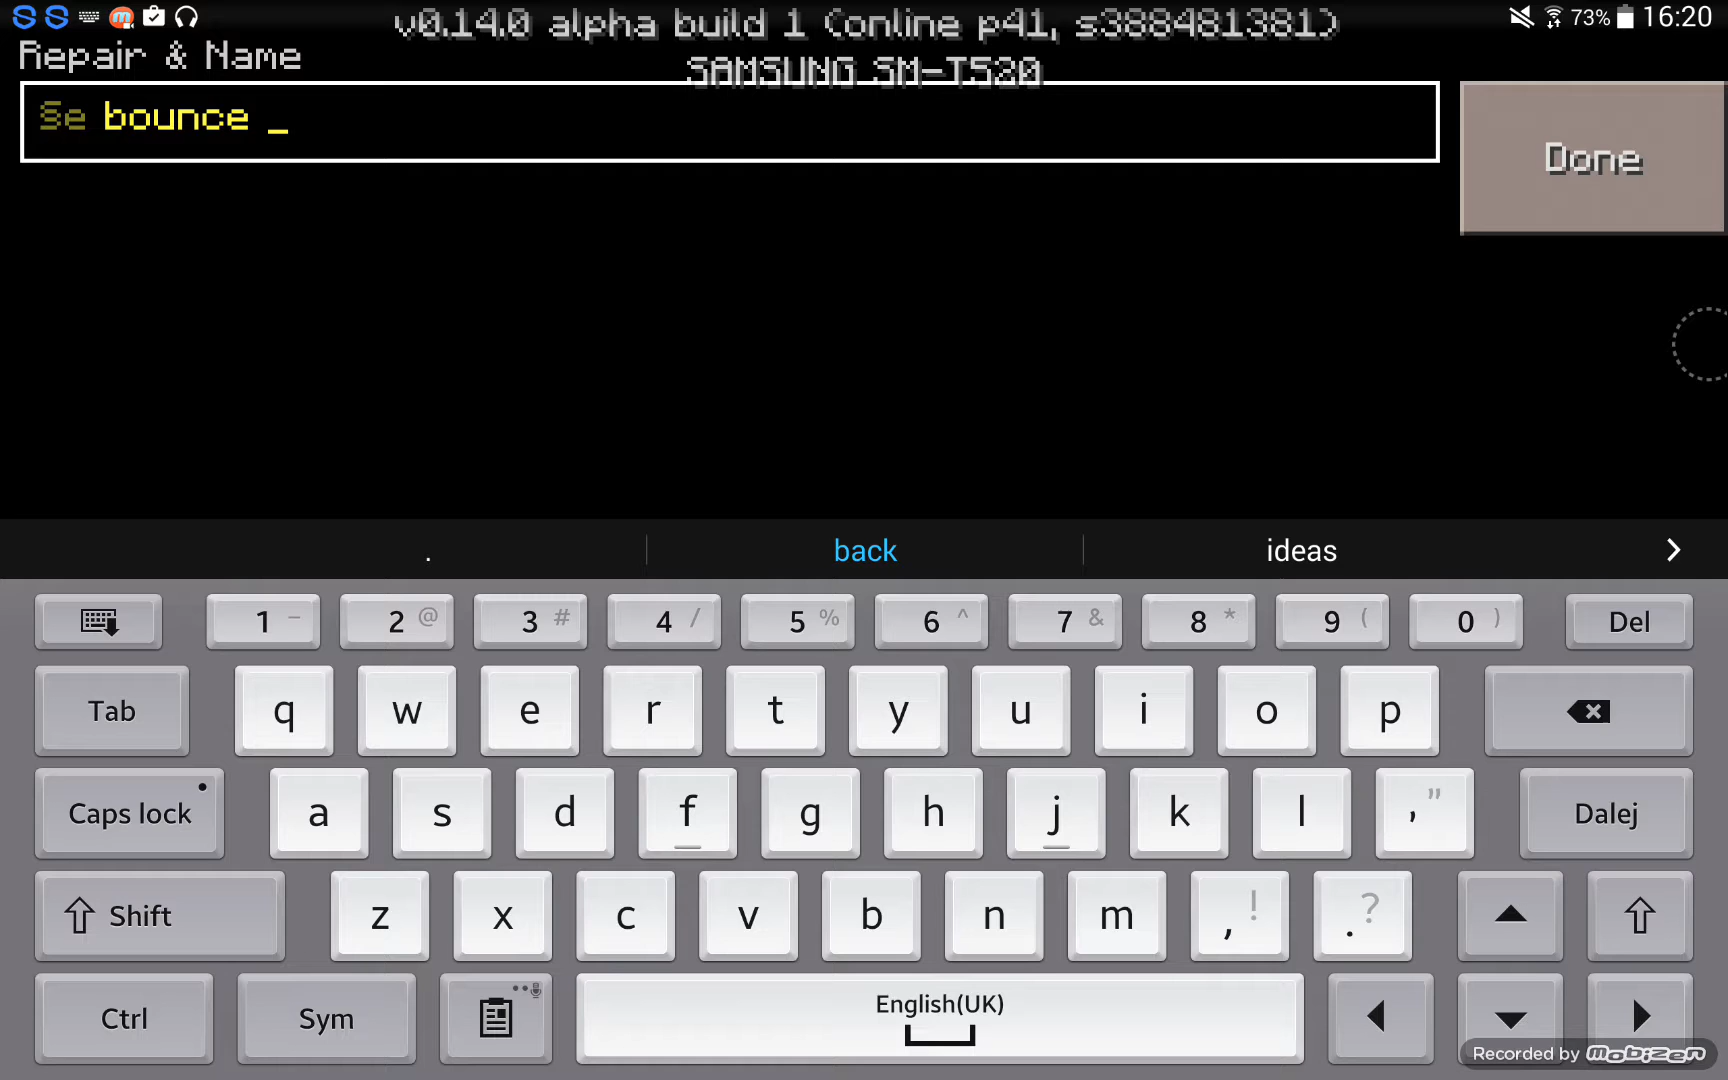 v0.14.0 alpha build 1 (online p41, s388481381)
73% 16:20
Repair & Name
SAMSUNG SM-T520
§e bounce _
Done
. back ideas
1 - 2 @ 3 # 4 / 5 % 6 ^ 7 & 8 * 9 ( 0 ) Del
Tab q w e r t y u i o p
Caps lock a s d f g h j k l ' "
Dalej
Shift z x c v b n m , ! . ?
Ctrl Sym English(UK)
Recorded by mobizen